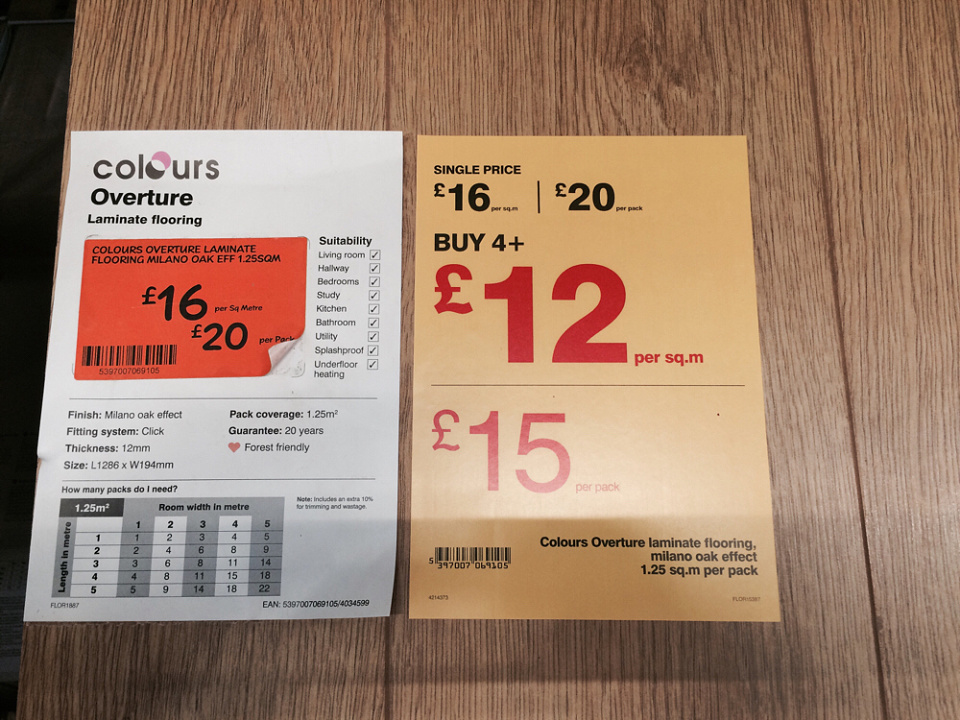 colours
Overture
Laminate flooring
COLOURS OVERTURE LAMINATE
FLOORING MILANO OAK EFF 1.25SQM
£16 per Sq Metre
£20 per Pack
5397007069105
Suitability
Living room ☑
Hallway ☑
Bedrooms ☑
Study ☑
Kitchen ☑
Bathroom ☑
Utility ☑
Splashproof ☑
Underfloor ☑
heating
Finish: Milano oak effect
Fitting system: Click
Thickness: 12mm
Size: L1286 x W194mm
Pack coverage: 1.25m²
Guarantee: 20 years
Forest friendly
How many packs do I need?
Note: Includes an extra 10%
for trimming and wastage.
1.25m² Room width in metre
Length in metre
1 2 3 4 5
1 1 2 3 4 5
2 2 4 6 8 9
3 3 6 8 11 14
4 4 8 11 15 18
5 5 9 14 18 22
FLOR1887
EAN: 5397007069105/4034599
SINGLE PRICE
£16 per sq.m | £20 per pack
BUY 4+
£12 per sq.m
£15 per pack
5 397007 069105
Colours Overture laminate flooring,
milano oak effect
1.25 sq.m per pack
4214373